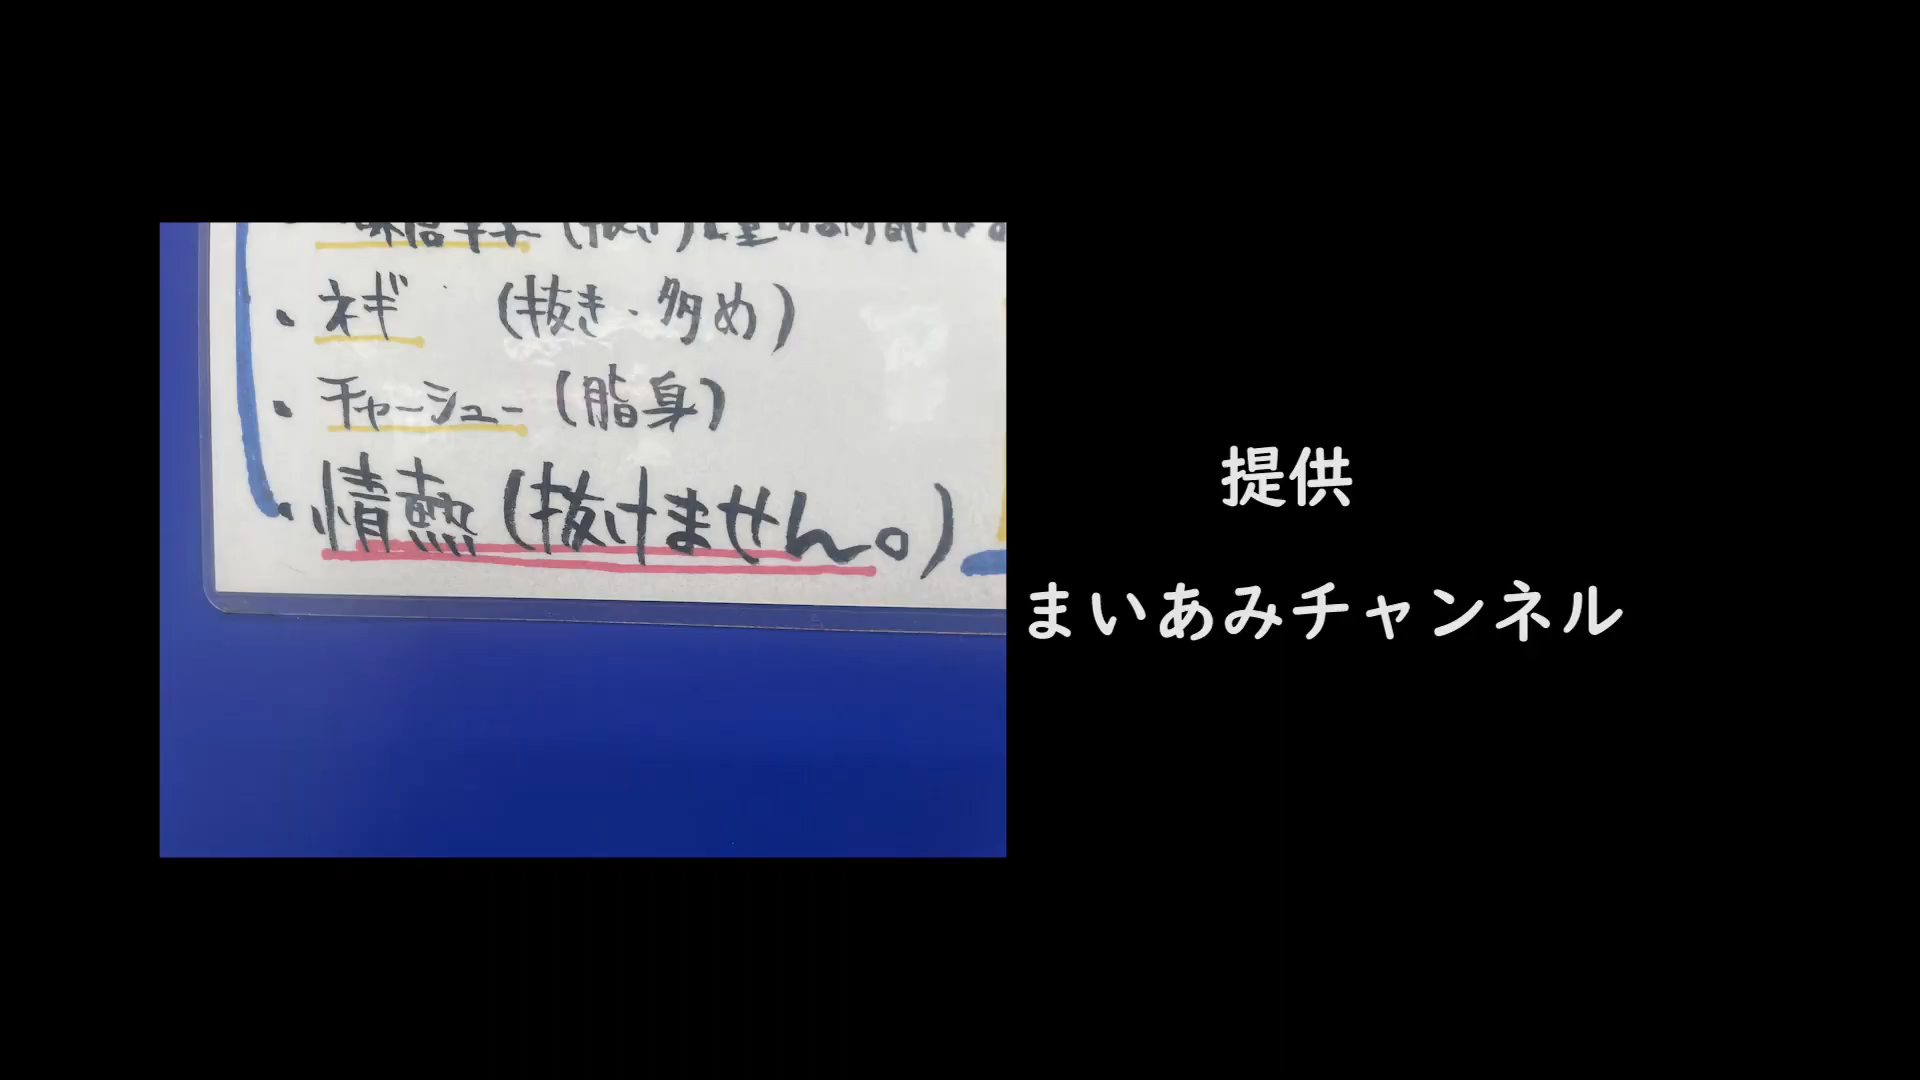 ・ネギ (抜き・多め)
・チャーシュー (脂身)
・情熱 (抜けません。)
提供
まいあみチャンネル